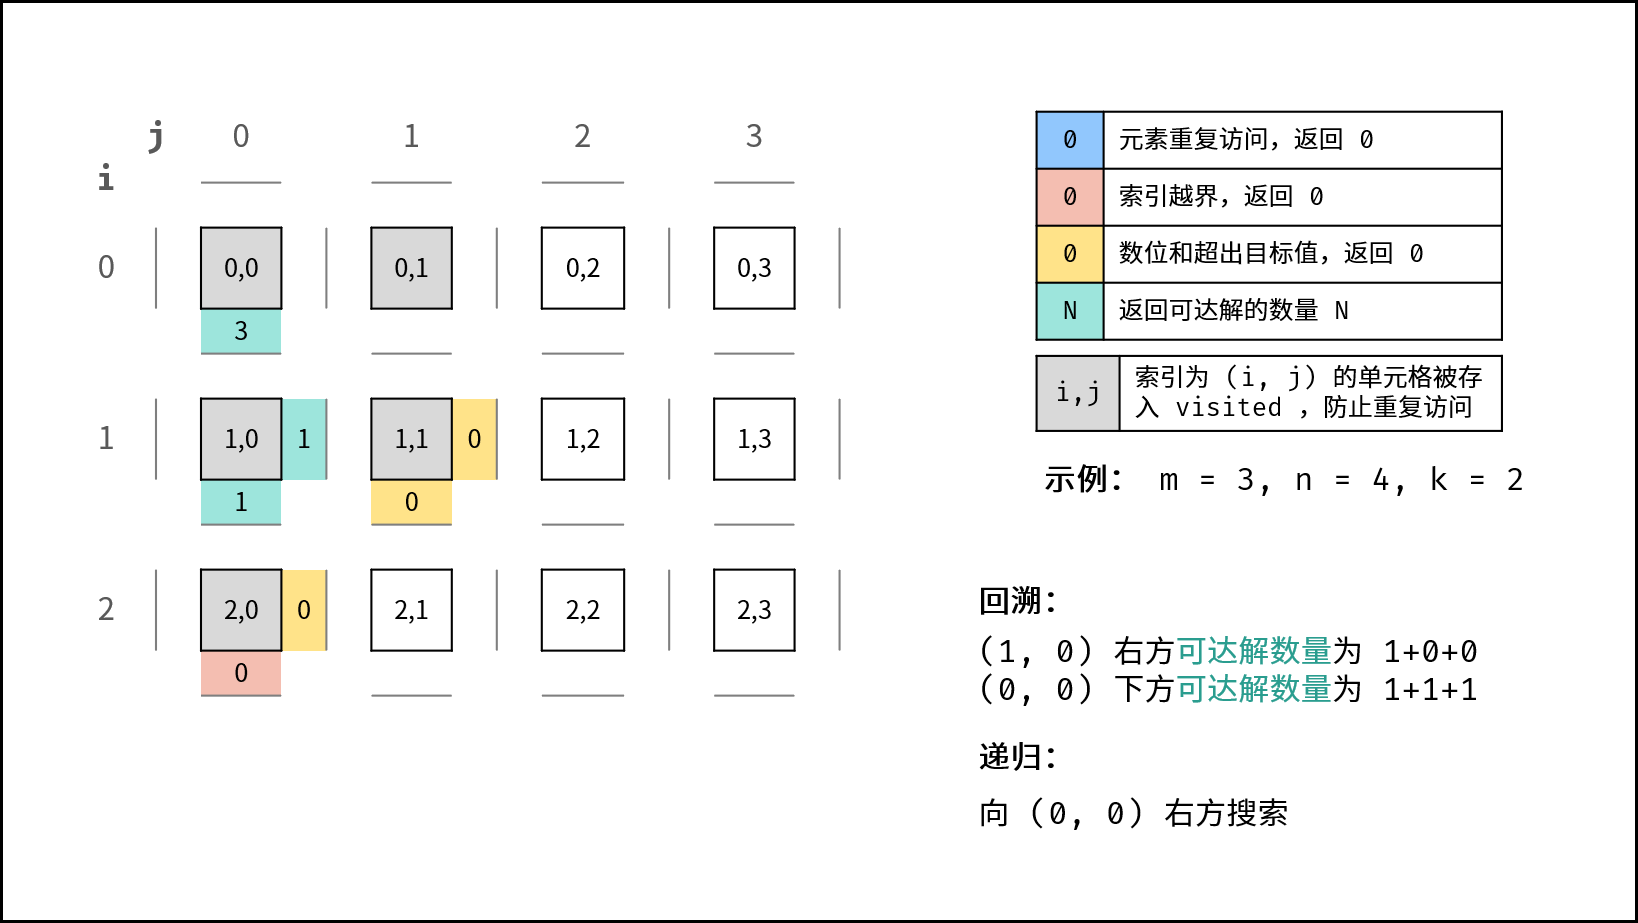 j 0 1 2 3
i
0 0,0 0,1 0,2 0,3
3
1 1,0 1 1,1 0 1,2 1,3
1 0
2 2,0 0 2,1 2,2 2,3
0
0 元素重复访问，返回 0
0 索引越界，返回 0
0 数位和超出目标值，返回 0
N 返回可达解的数量 N
i,j 索引为 (i, j) 的单元格被存
入 visited ，防止重复访问
示例： m = 3, n = 4, k = 2
回溯：
(1, 0) 右方可达解数量为 1+0+0
(0, 0) 下方可达解数量为 1+1+1
递归：
向 (0, 0) 右方搜索